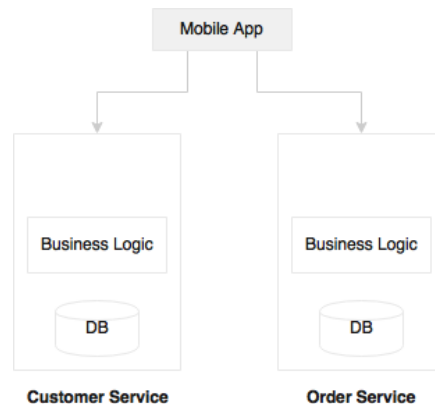 Mobile App
Business Logic
Business Logic
DB
DB
Customer Service
Order Service